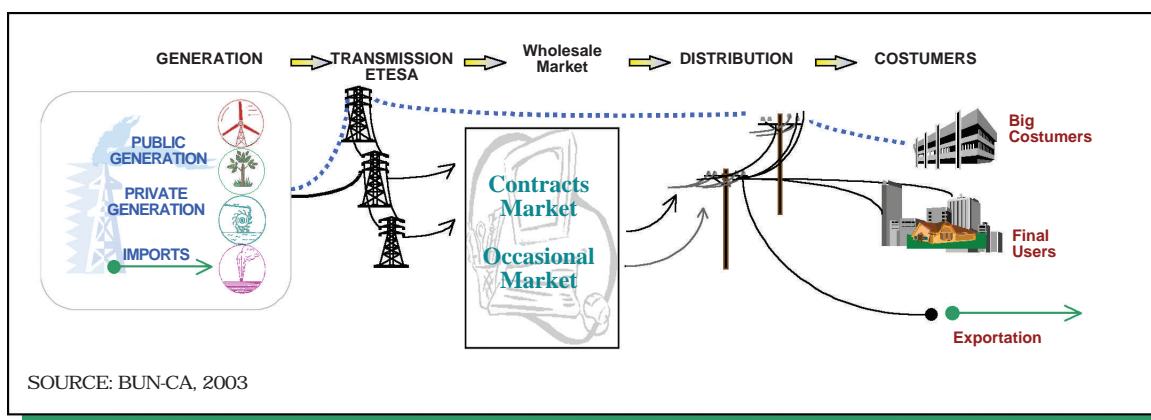 GENERATION
TRANSMISSION
ETESA
Wholesale
Market
DISTRIBUTION
COSTUMERS
PUBLIC
GENERATION
PRIVATE
GENERATION
IMPORTS
Contracts
Market
Occasional
Market
Big
Costumers
Final
Users
Exportation
SOURCE: BUN-CA, 2003